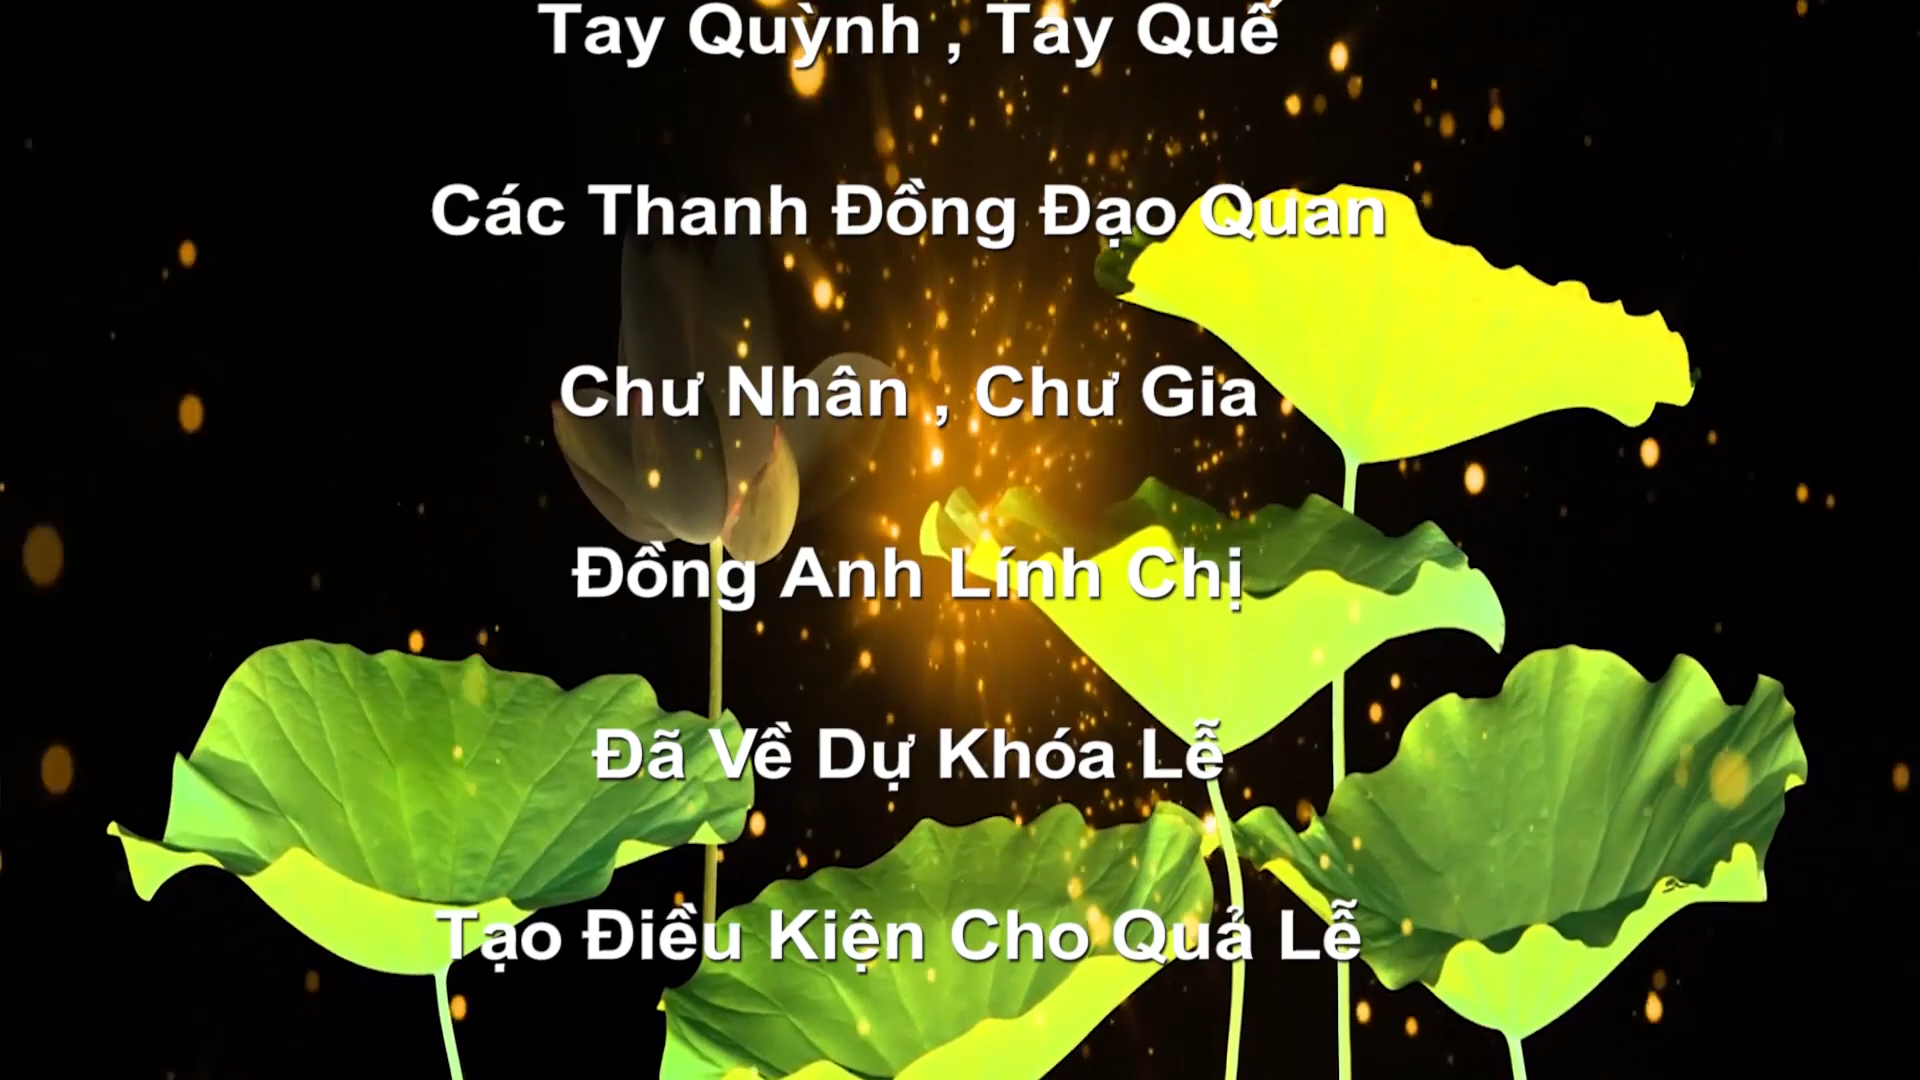 Tay Quỳnh , Tay Quế
Các Thanh Đồng Đạo Quan
Chư Nhân , Chư Gia
Đồng Anh Lính Chị
Đã Về Dự Khóa Lễ
Tạo Điều Kiện Cho Quả Lễ